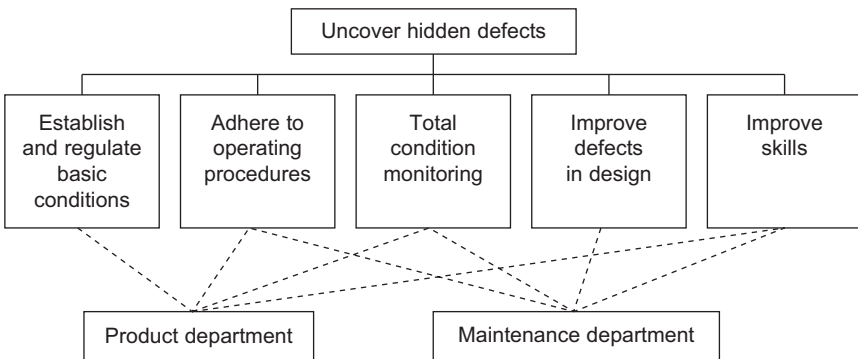 Uncover hidden defects
Establish
and regulate
basic
conditions
Adhere to
operating
procedures
Total
condition
monitoring
Improve
defects
in design
Improve
skills
Product department
Maintenance department